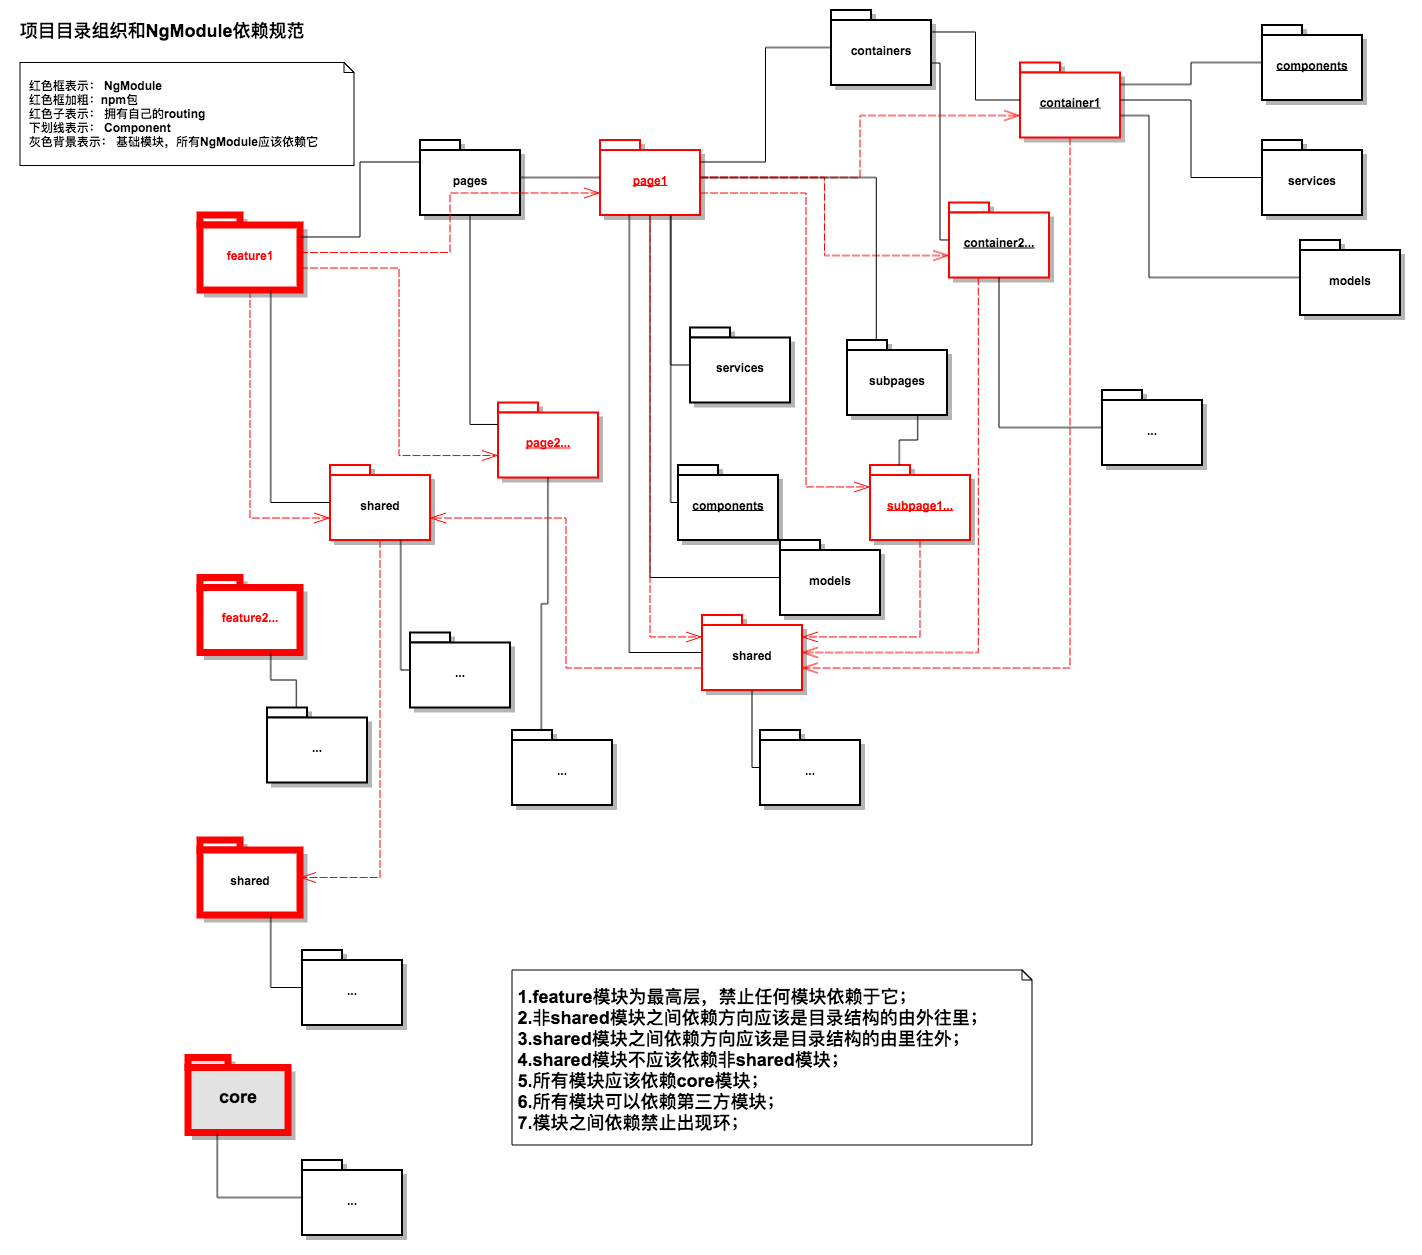 项目目录组织和NgModule依赖规范
红色框表示： NgModule
红色框加粗：npm包
红色子表示： 拥有自己的routing
下划线表示： Component
灰色背景表示： 基础模块，所有NgModule应该依赖它
containers
components
container1
services
models
pages
page1
container2...
feature1
services
subpages
...
page2...
shared
components
subpage1...
models
feature2...
shared
...
...
...
...
shared
...
1.feature模块为最高层，禁止任何模块依赖于它；
2.非shared模块之间依赖方向应该是目录结构的由外往里；
3.shared模块之间依赖方向应该是目录结构的由里往外；
4.shared模块不应该依赖非shared模块；
5.所有模块应该依赖core模块；
6.所有模块可以依赖第三方模块；
7.模块之间依赖禁止出现环；
core
...